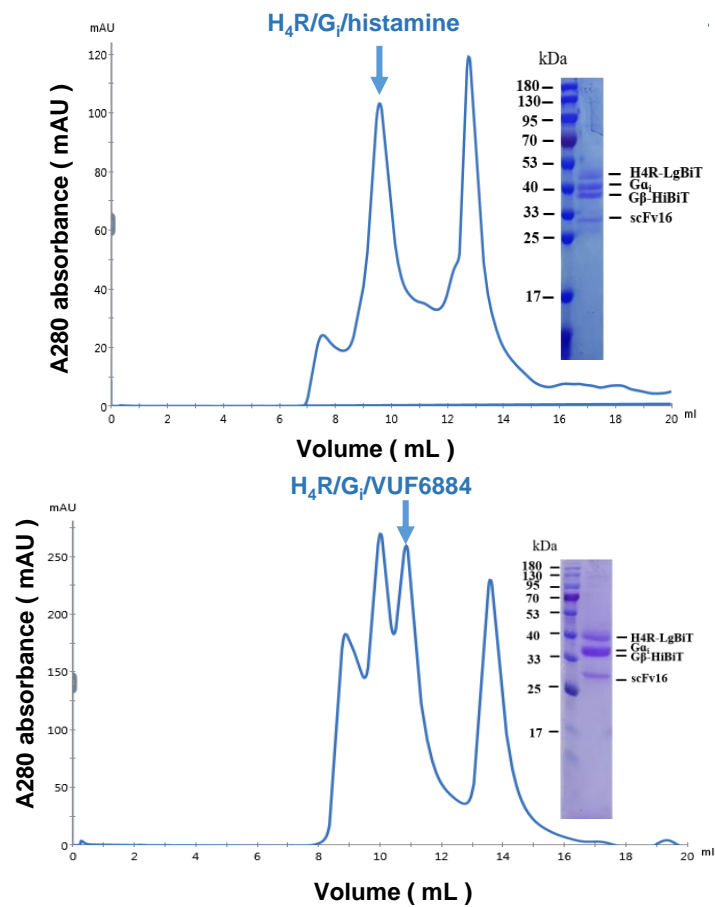 H₄R/Gᵢ/histamine
mAU
A280 absorbance ( mAU )
120
100
80
60
40
20
0
0 2 4 6 8 10 12 14 16 18 20 ml
Volume ( mL )
kDa
180
130
95
70
53
40
33
25
17
H4R-LgBiT
Gαᵢ
Gβ-HiBiT
scFv16
H₄R/Gᵢ/VUF6884
mAU
A280 absorbance ( mAU )
250
200
150
100
50
0
0 2 4 6 8 10 12 14 16 18 20 ml
Volume ( mL )
kDa
180
130
95
70
53
40
33
25
17
H4R-LgBiT
Gαᵢ
Gβ-HiBiT
scFv16